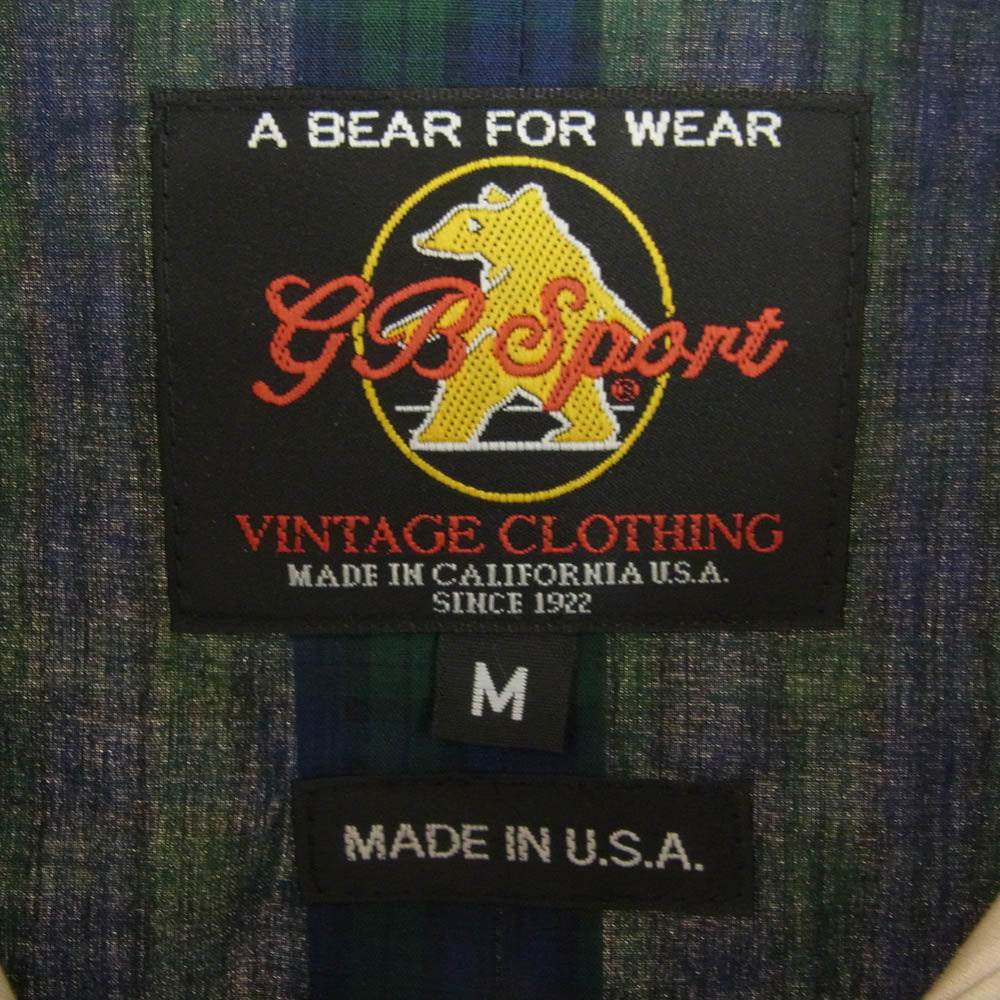 A BEAR FOR WEAR
GB Sport ®
VINTAGE CLOTHING
MADE IN CALIFORNIA U.S.A.
SINCE 1922
M
MADE IN U.S.A.